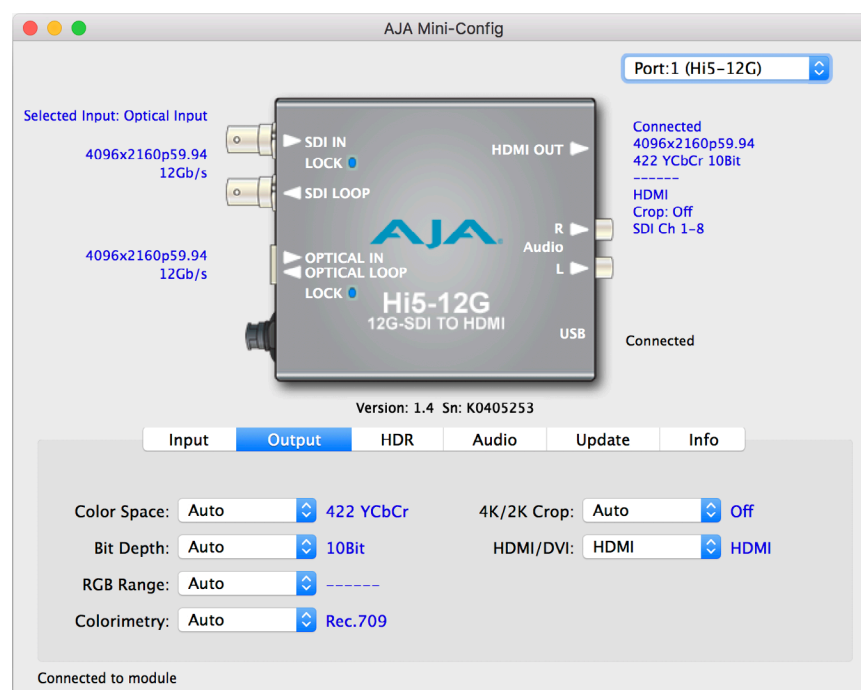 AJA Mini-Config
Port:1 (Hi5-12G)
Selected Input: Optical Input
4096x2160p59.94
12Gb/s
4096x2160p59.94
12Gb/s
SDI IN
LOCK
SDI LOOP
HDMI OUT
AJA
R
Audio
L
OPTICAL IN
OPTICAL LOOP
LOCK
Hi5-12G
12G-SDI TO HDMI
USB
Connected
4096x2160p59.94
422 YCbCr 10Bit
------
HDMI
Crop: Off
SDI Ch 1-8
Connected
Version: 1.4 Sn: K0405253
Input Output HDR Audio Update Info
Color Space: Auto 422 YCbCr 4K/2K Crop: Auto Off
Bit Depth: Auto 10Bit HDMI/DVI: HDMI HDMI
RGB Range: Auto ------
Colorimetry: Auto Rec.709
Connected to module